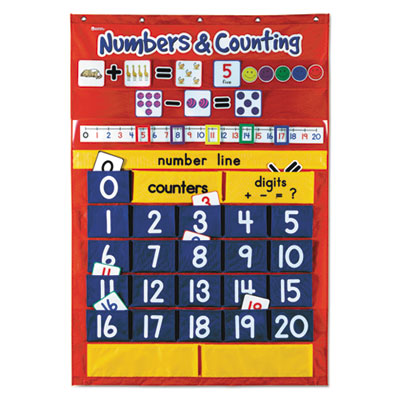 Numbers & Counting
+ =
5
five
- =
0 1 2 3 4 5 6 7 8 9 10 11 12 13 14 15 16 17 18 19 20
number line
0
counters
digits
+ - = ?
3
1 2 3 4 5
6 7 8 9 10
11
11 12 13 14 15
16 17 18 19 20